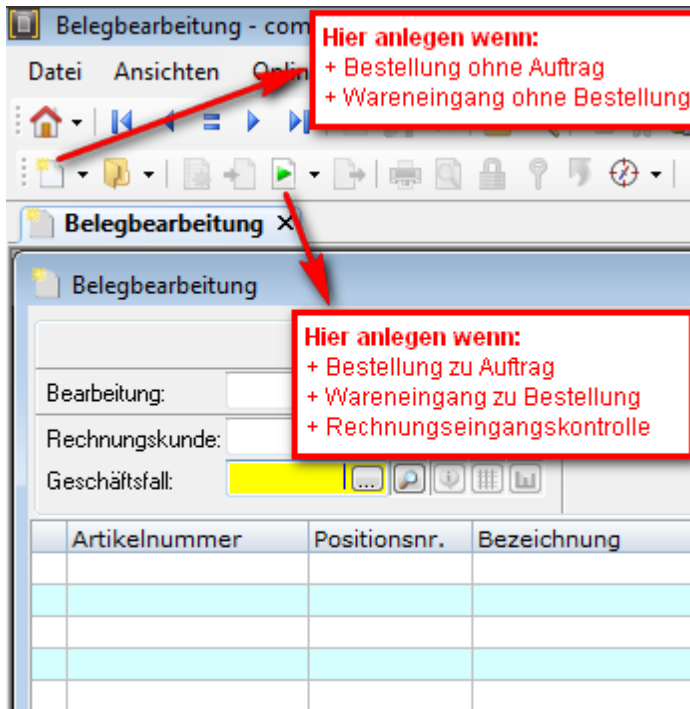 Belegbearbeitung - com
Hier anlegen wenn:
+ Bestellung ohne Auftrag
+ Wareneingang ohne Bestellung
Datei Ansichten
Belegbearbeitung
Belegbearbeitung
Hier anlegen wenn:
+ Bestellung zu Auftrag
+ Wareneingang zu Bestellung
+ Rechnungseingangskontrolle
Bearbeitung:
Rechnungskunde:
Geschäftsfall:
...
Artikelnummer Positionsnr. Bezeichnung